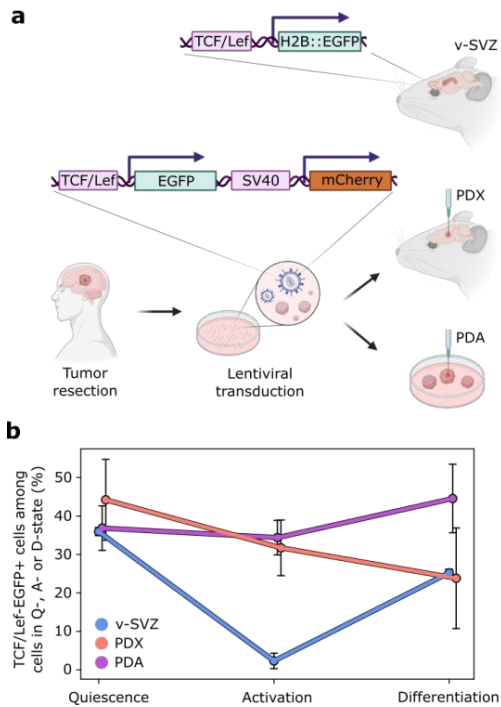 a
TCF/Lef H2B::EGFP
v-SVZ
TCF/Lef EGFP SV40 mCherry
PDX
PDA
Tumor
resection
Lentiviral
transduction
b
TCF/Lef-EGFP+ cells among
cells in Q-, A- or D-state (%)
50
40
30
20
10
0
v-SVZ
PDX
PDA
Quiescence Activation Differentiation